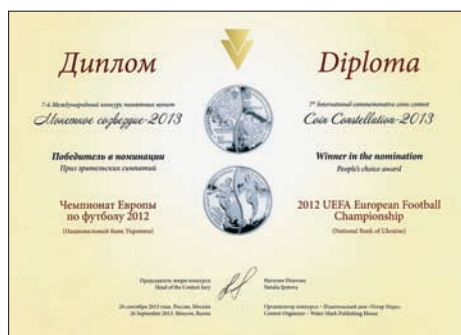 Диплом
7-й Международный конкурс памятных монет
Монетное созвездие-2013
Победитель в номинации
Приз зрительских симпатий
Чемпионат Европы
по футболу 2012
(Национальный банк Украины)
Diploma
7th International commemorative coins contest
Coin Constellation-2013
Winner in the nomination
People's choice award
2012 UEFA European Football
Championship
(National Bank of Ukraine)
Председатель жюри конкурса
Head of the Contest Jury
Наталия Ипатова
Natalia Ipatova
26 сентября 2013 года, Россия, Москва
26 September 2013. Moscow, Russia
Организатор конкурса – Издательский дом «Вотер Марк»
Contest Organizer – Water Mark Publishing House